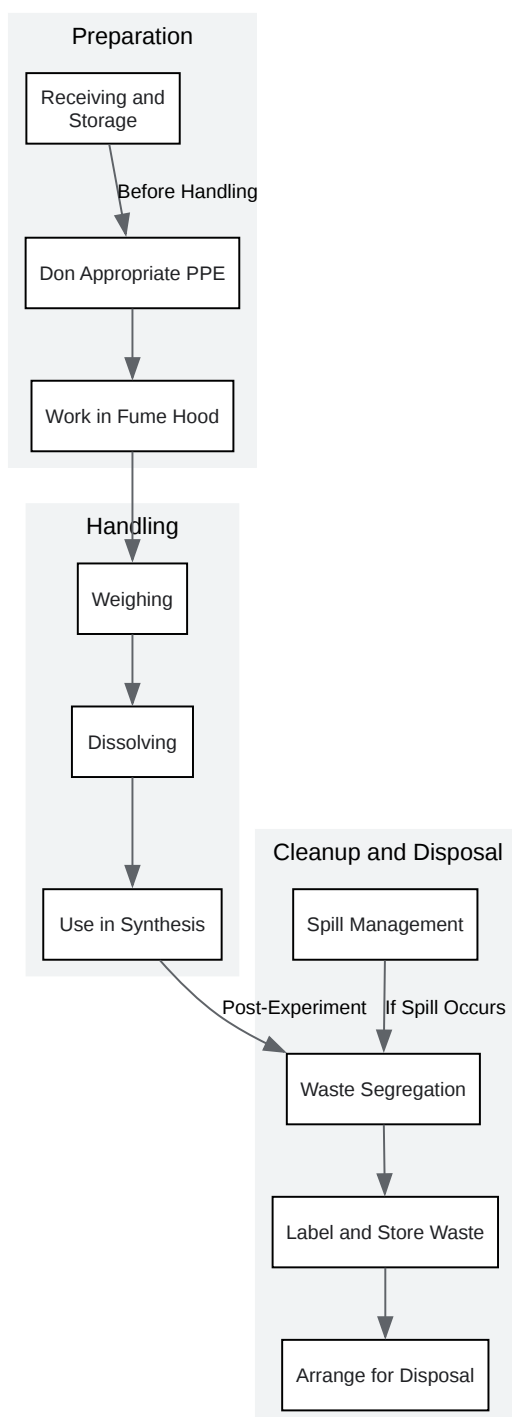 Preparation
Receiving and
Storage
Before Handling
Don Appropriate PPE
Work in Fume Hood
Handling
Weighing
Dissolving
Cleanup and Disposal
Use in Synthesis
Spill Management
Post-Experiment
If Spill Occurs
Waste Segregation
Label and Store Waste
Arrange for Disposal